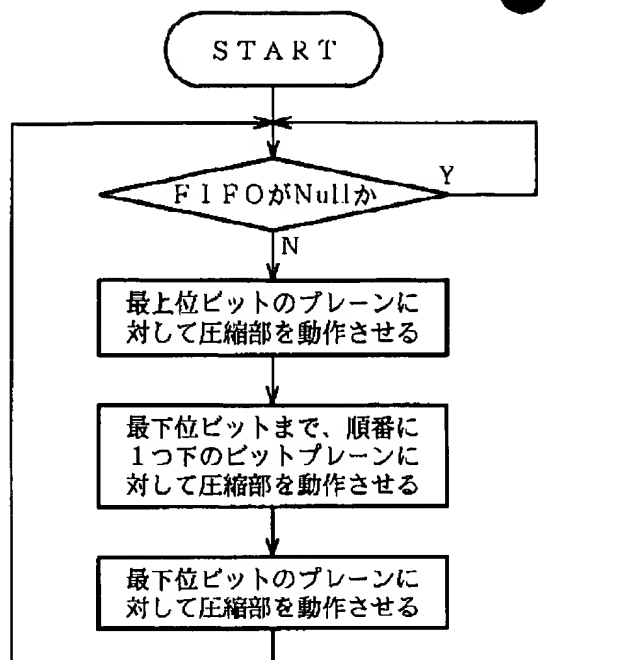 START
FIFOがNullか
Y
N
最上位ビットのプレーンに
対して圧縮部を動作させる
最下位ビットまで、順番に
1つ下のビットプレーンに
対して圧縮部を動作させる
最下位ビットのプレーンに
対して圧縮部を動作させる